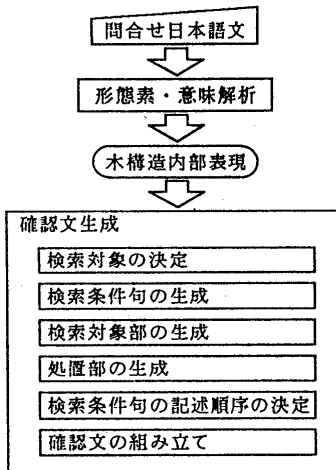 問合せ日本語文
形態素・意味解析
木構造内部表現
確認文生成
検索対象の決定
検索条件句の生成
検索対象部の生成
処置部の生成
検索条件句の記述順序の決定
確認文の組み立て